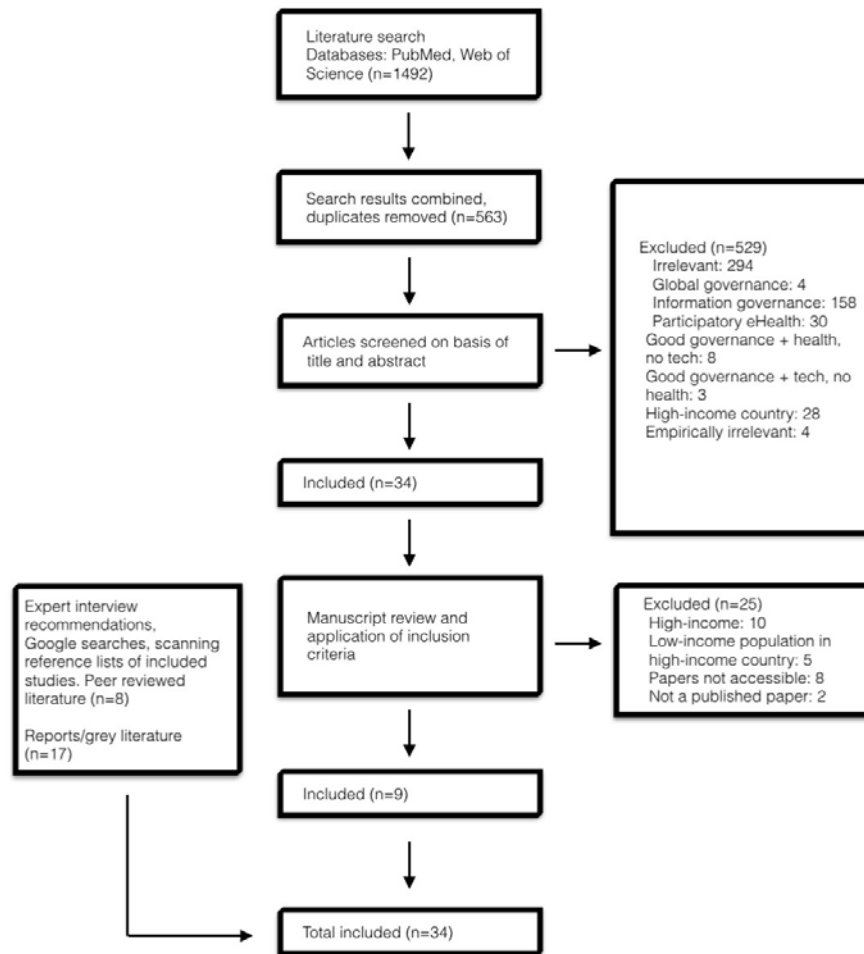 Literature search
Databases: PubMed, Web of
Science (n=1492)
Search results combined,
duplicates removed (n=563)
Articles screened on basis of
title and abstract
Excluded (n=529)
Irrelevant: 294
Global governance: 4
Information governance: 158
Participatory eHealth: 30
Good governance + health,
no tech: 8
Good governance + tech, no
health: 3
High-income country: 28
Empirically irrelevant: 4
Included (n=34)
Manuscript review and
application of inclusion
criteria
Excluded (n=25)
High-income: 10
Low-income population in
high-income country: 5
Papers not accessible: 8
Not a published paper: 2
Expert interview
recommendations,
Google searches, scanning
reference lists of included
studies. Peer reviewed
literature (n=8)
Reports/grey literature
(n=17)
Included (n=9)
Total included (n=34)